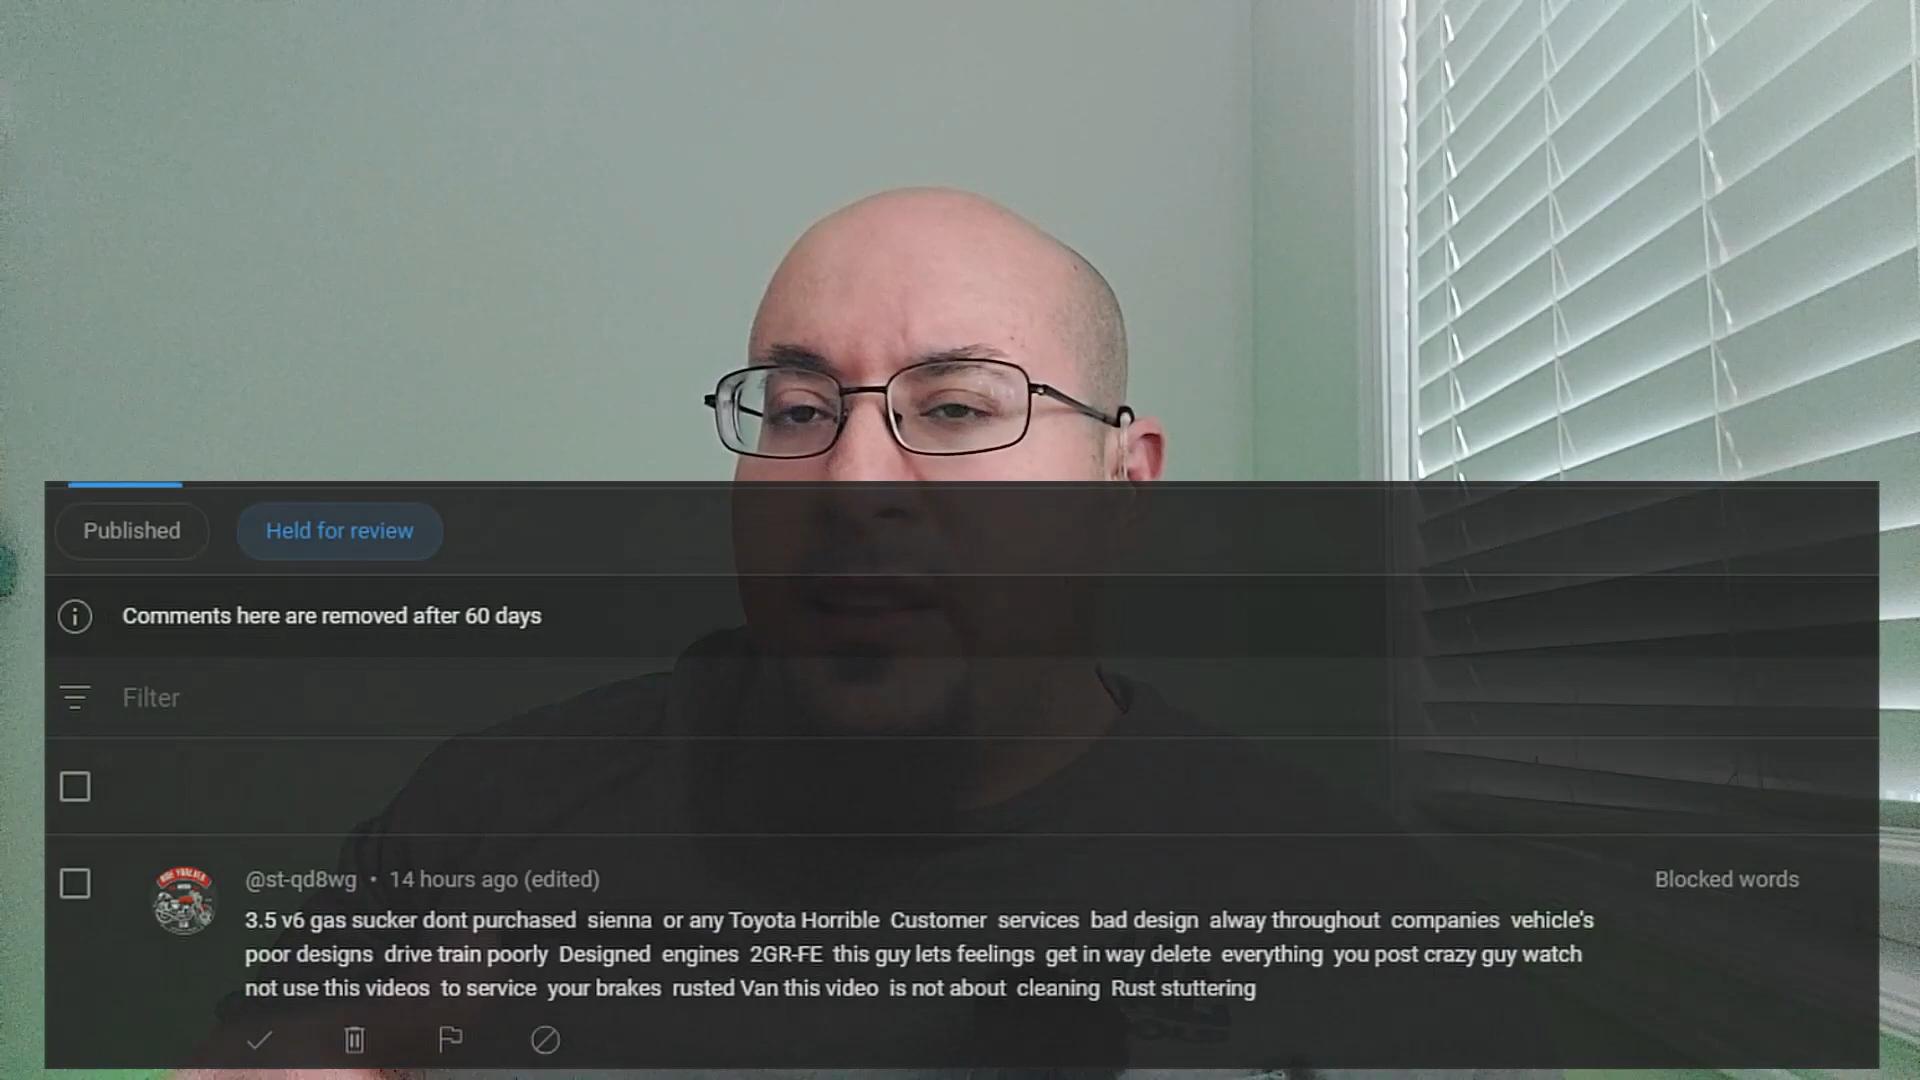 Published
Held for review
Comments here are removed after 60 days
Filter
@st-qd8wg • 14 hours ago (edited)
Blocked words
3.5 v6 gas sucker dont purchased sienna or any Toyota Horrible Customer services bad design alway throughout companies vehicle's
poor designs drive train poorly Designed engines 2GR-FE this guy lets feelings get in way delete everything you post crazy guy watch
not use this videos to service your brakes rusted Van this video is not about cleaning Rust stuttering